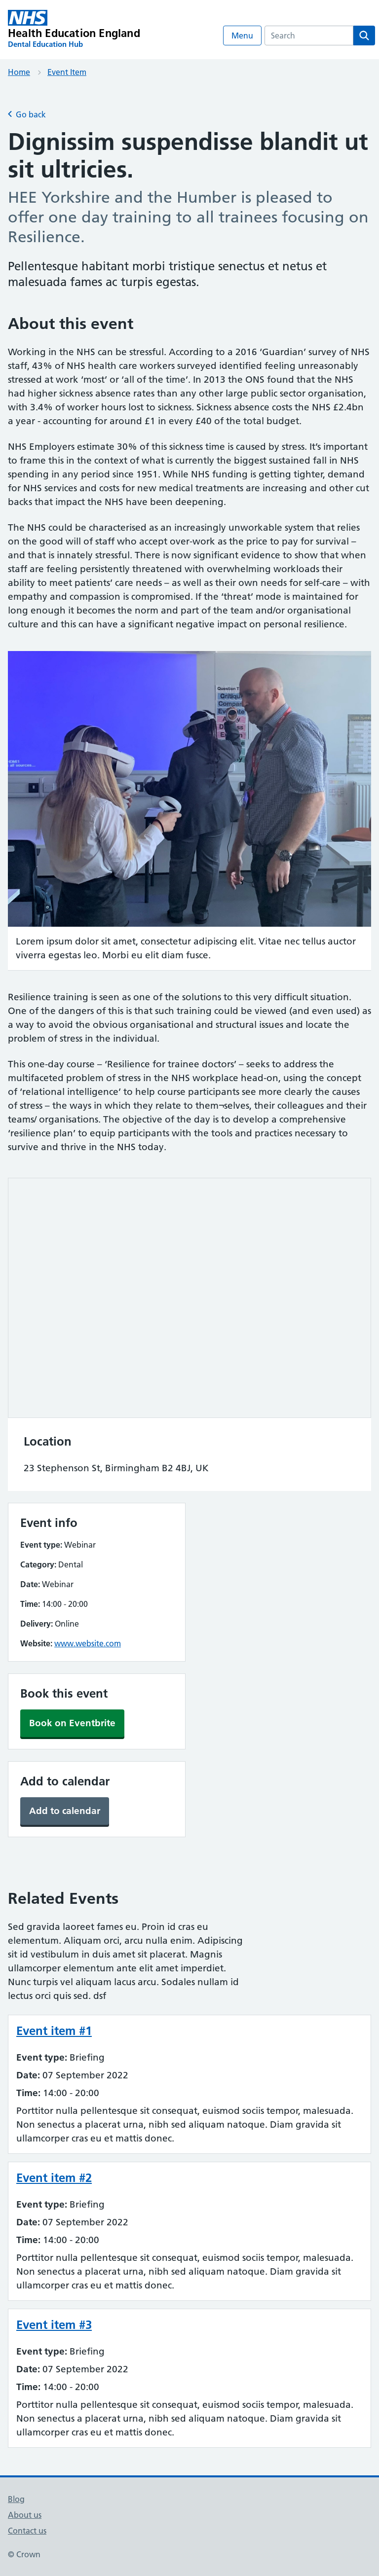 NHS
Health Education England
Dental Education Hub
Menu
Search
Home
Event Item
Go back
Dignissim suspendisse blandit ut
sit ultricies.
HEE Yorkshire and the Humber is pleased to
offer one day training to all trainees focusing on
Resilience.
Pellentesque habitant morbi tristique senectus et netus et
malesuada fames ac turpis egestas.
About this event
Working in the NHS can be stressful. According to a 2016 ‘Guardian’ survey of NHS
staff, 43% of NHS health care workers surveyed identified feeling unreasonably
stressed at work ‘most’ or ‘all of the time’. In 2013 the ONS found that the NHS
had higher sickness absence rates than any other large public sector organisation,
with 3.4% of worker hours lost to sickness. Sickness absence costs the NHS £2.4bn
a year - accounting for around £1 in every £40 of the total budget.
NHS Employers estimate 30% of this sickness time is caused by stress. It’s important
to frame this in the context of what is currently the biggest sustained fall in NHS
spending in any period since 1951. While NHS funding is getting tighter, demand
for NHS services and costs for new medical treatments are increasing and other cut
backs that impact the NHS have been deepening.
The NHS could be characterised as an increasingly unworkable system that relies
on the good will of staff who accept over-work as the price to pay for survival –
and that is innately stressful. There is now significant evidence to show that when
staff are feeling persistently threatened with overwhelming workloads their
ability to meet patients’ care needs – as well as their own needs for self-care – with
empathy and compassion is compromised. If the ‘threat’ mode is maintained for
long enough it becomes the norm and part of the team and/or organisational
culture and this can have a significant negative impact on personal resilience.
Question
Group
Dev
Lorem ipsum dolor sit amet, consectetur adipiscing elit. Vitae nec tellus auctor
viverra egestas leo. Morbi eu elit diam fusce.
Resilience training is seen as one of the solutions to this very difficult situation.
One of the dangers of this is that such training could be viewed (and even used) as
a way to avoid the obvious organisational and structural issues and locate the
problem of stress in the individual.
This one-day course – ‘Resilience for trainee doctors’ – seeks to address the
multifaceted problem of stress in the NHS workplace head-on, using the concept
of ‘relational intelligence’ to help course participants see more clearly the causes
of stress – the ways in which they relate to them¬selves, their colleagues and their
teams/ organisations. The objective of the day is to develop a comprehensive
‘resilience plan’ to equip participants with the tools and practices necessary to
survive and thrive in the NHS today.
Location
23 Stephenson St, Birmingham B2 4BJ, UK
Event info
Event type: Webinar
Category: Dental
Date: Webinar
Time: 14:00 - 20:00
Delivery: Online
Website: www.website.com
Book this event
Book on Eventbrite
Add to calendar
Add to calendar
Related Events
Sed gravida laoreet fames eu. Proin id cras eu
elementum. Aliquam orci, arcu nulla enim. Adipiscing
sit id vestibulum in duis amet sit placerat. Magnis
ullamcorper elementum ante elit amet imperdiet.
Nunc turpis vel aliquam lacus arcu. Sodales nullam id
lectus orci quis sed. dsf
Event item #1
Event type: Briefing
Date: 07 September 2022
Time: 14:00 - 20:00
Porttitor nulla pellentesque sit consequat, euismod sociis tempor, malesuada.
Non senectus a placerat urna, nibh sed aliquam natoque. Diam gravida sit
ullamcorper cras eu et mattis donec.
Event item #2
Event type: Briefing
Date: 07 September 2022
Time: 14:00 - 20:00
Porttitor nulla pellentesque sit consequat, euismod sociis tempor, malesuada.
Non senectus a placerat urna, nibh sed aliquam natoque. Diam gravida sit
ullamcorper cras eu et mattis donec.
Event item #3
Event type: Briefing
Date: 07 September 2022
Time: 14:00 - 20:00
Porttitor nulla pellentesque sit consequat, euismod sociis tempor, malesuada.
Non senectus a placerat urna, nibh sed aliquam natoque. Diam gravida sit
ullamcorper cras eu et mattis donec.
Blog
About us
Contact us
© Crown